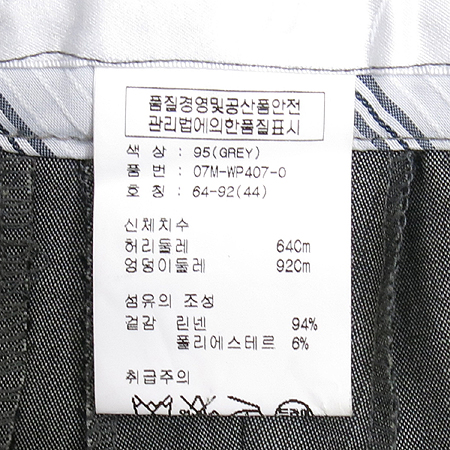 품질경영및공산품안전
관리법에의한품질표시
색 상 : 95(GREY)
품 번 : 07M-WP407-0
호 칭 : 64-92(44)
신체치수
허리둘레 64Cm
엉덩이둘레 92Cm
섬유의 조성
겉감 린넨 94%
폴리에스테르 6%
취급주의
드라이